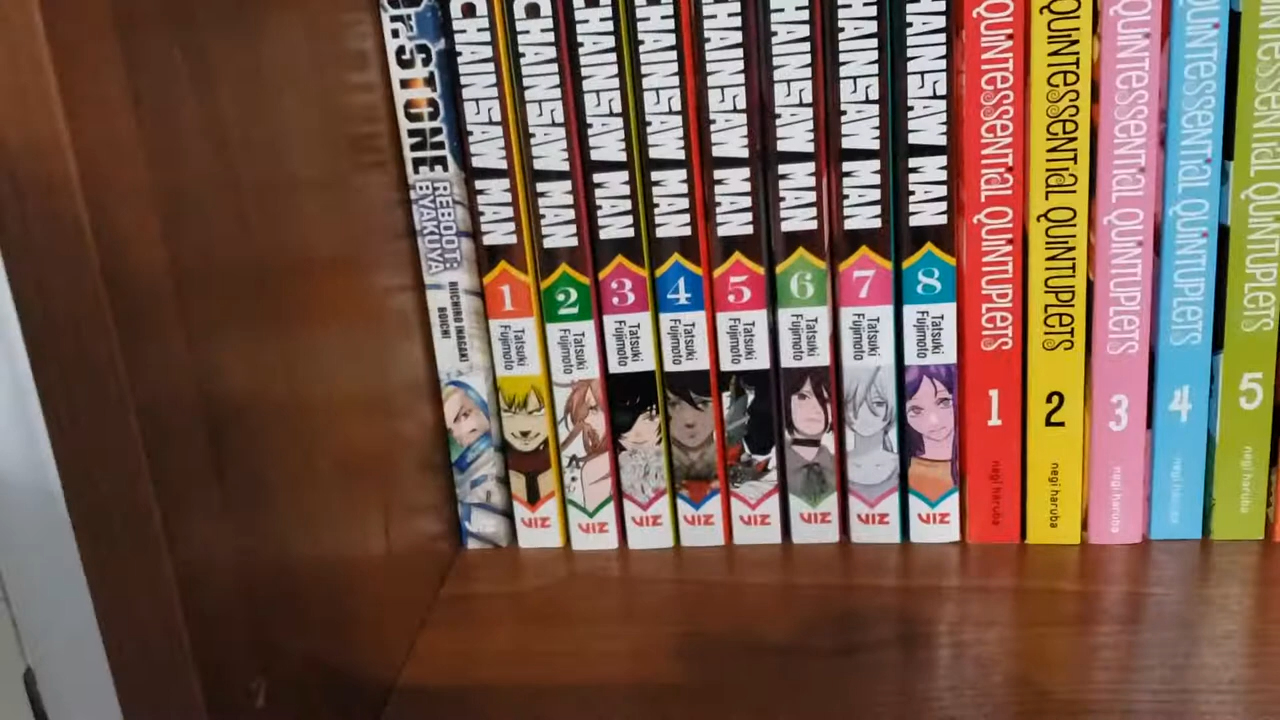 Dr.STONE
REBOOT:
BYAKUYA
RIICHIRO INAGAKI
BOICHI
CHAINSAW MAN
1
Tatsuki
Fujimoto
VIZ
CHAINSAW MAN
2
Tatsuki
Fujimoto
VIZ
CHAINSAW MAN
3
Tatsuki
Fujimoto
VIZ
CHAINSAW MAN
4
Tatsuki
Fujimoto
VIZ
CHAINSAW MAN
5
Tatsuki
Fujimoto
VIZ
CHAINSAW MAN
6
Tatsuki
Fujimoto
VIZ
CHAINSAW MAN
7
Tatsuki
Fujimoto
VIZ
CHAINSAW MAN
8
Tatsuki
Fujimoto
VIZ
QUINTESSENTIAL QUINTUPLETS
1
negi haruba
QUINTESSENTIAL QUINTUPLETS
2
negi haruba
QUINTESSENTIAL QUINTUPLETS
3
negi haruba
QUINTESSENTIAL QUINTUPLETS
4
negi haruba
QUINTESSENTIAL QUINTUPLETS
5
negi haruba